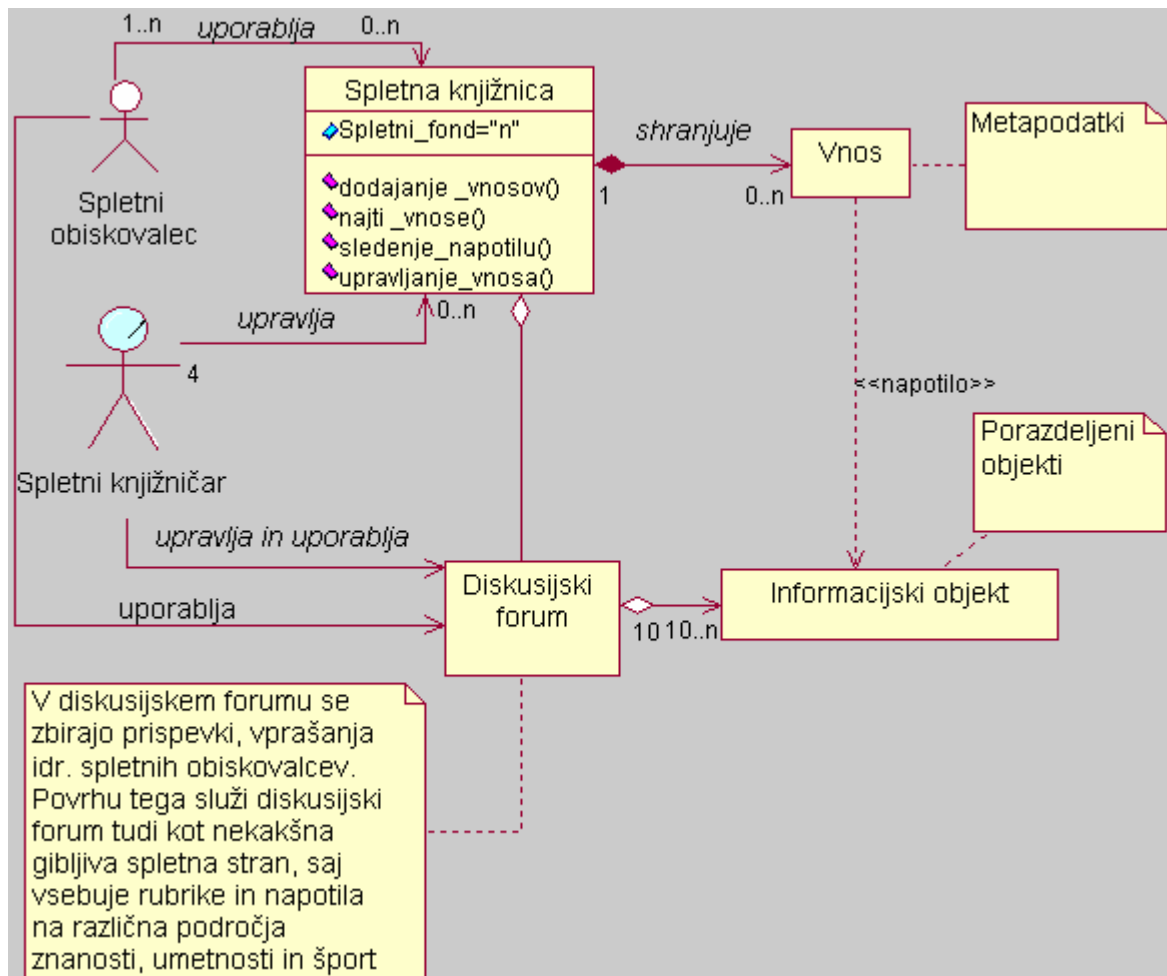 1..n uporablja 0..n
Spletna knjižnica
Spletni_fond="n"
dodajanje _vnosov()
najti _vnose()
sledenje_napotilu()
upravljanje_vnosa()
shranjuje
1
0..n
Vnos
Metapodatki
Spletni
obiskovalec
upravlja
0..n
4
<<napotilo>>
Porazdeljeni
objekti
Spletni knjižničar
upravlja in uporablja
uporablja
Diskusijski
forum
10 10..n
Informacijski objekt
V diskusijskem forumu se
zbirajo prispevki, vprašanja
idr. spletnih obiskovalcev.
Povrhu tega služi diskusijski
forum tudi kot nekakšna
gibljiva spletna stran, saj
vsebuje rubrike in napotila
na različna področja
znanosti, umetnosti in šport